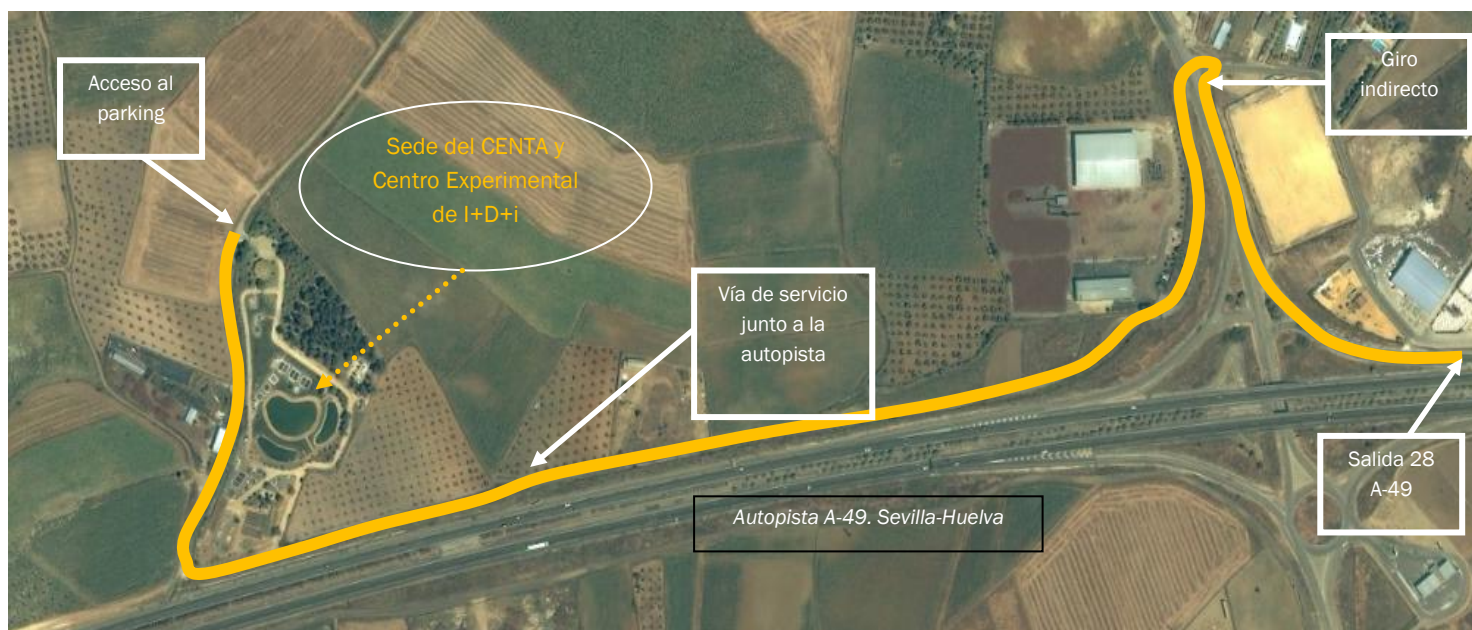 Acceso al
parking
Sede del CENTA y
Centro Experimental
de I+D+i
Giro
indirecto
Vía de servicio
junto a la
autopista
Salida 28
A-49
Autopista A-49. Sevilla-Huelva